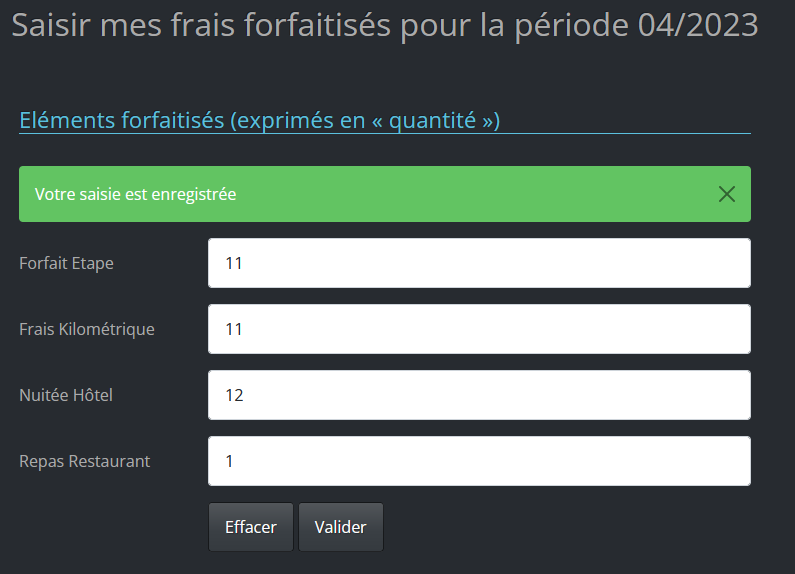 Saisir mes frais forfaitisés pour la période 04/2023
Eléments forfaitisés (exprimés en « quantité »)
Votre saisie est enregistrée
Forfait Etape 11
Frais Kilométrique 11
Nuitée Hôtel 12
Repas Restaurant 1
Effacer Valider